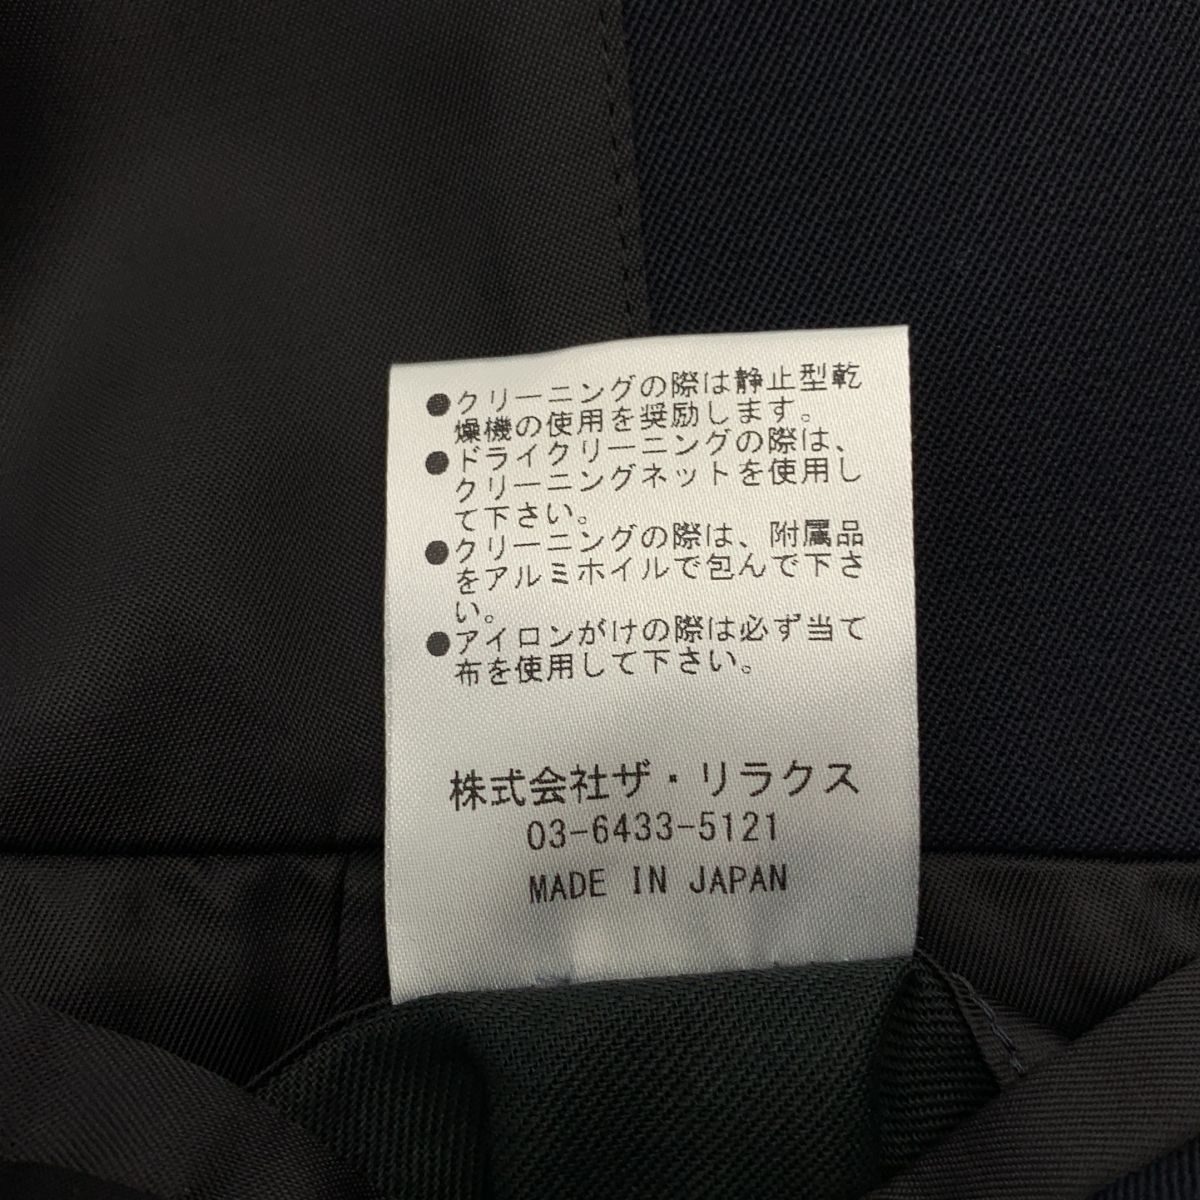 ●クリーニングの際は静止型乾
燥機の使用を奨励します。
●ドライクリーニングの際は、
クリーニングネットを使用し
て下さい。
●クリーニングの際は、附属品
をアルミホイルで包んで下さ
い。
●アイロンがけの際は必ず当て
布を使用して下さい。
株式会社ザ・リラクス
03-6433-5121
MADE IN JAPAN